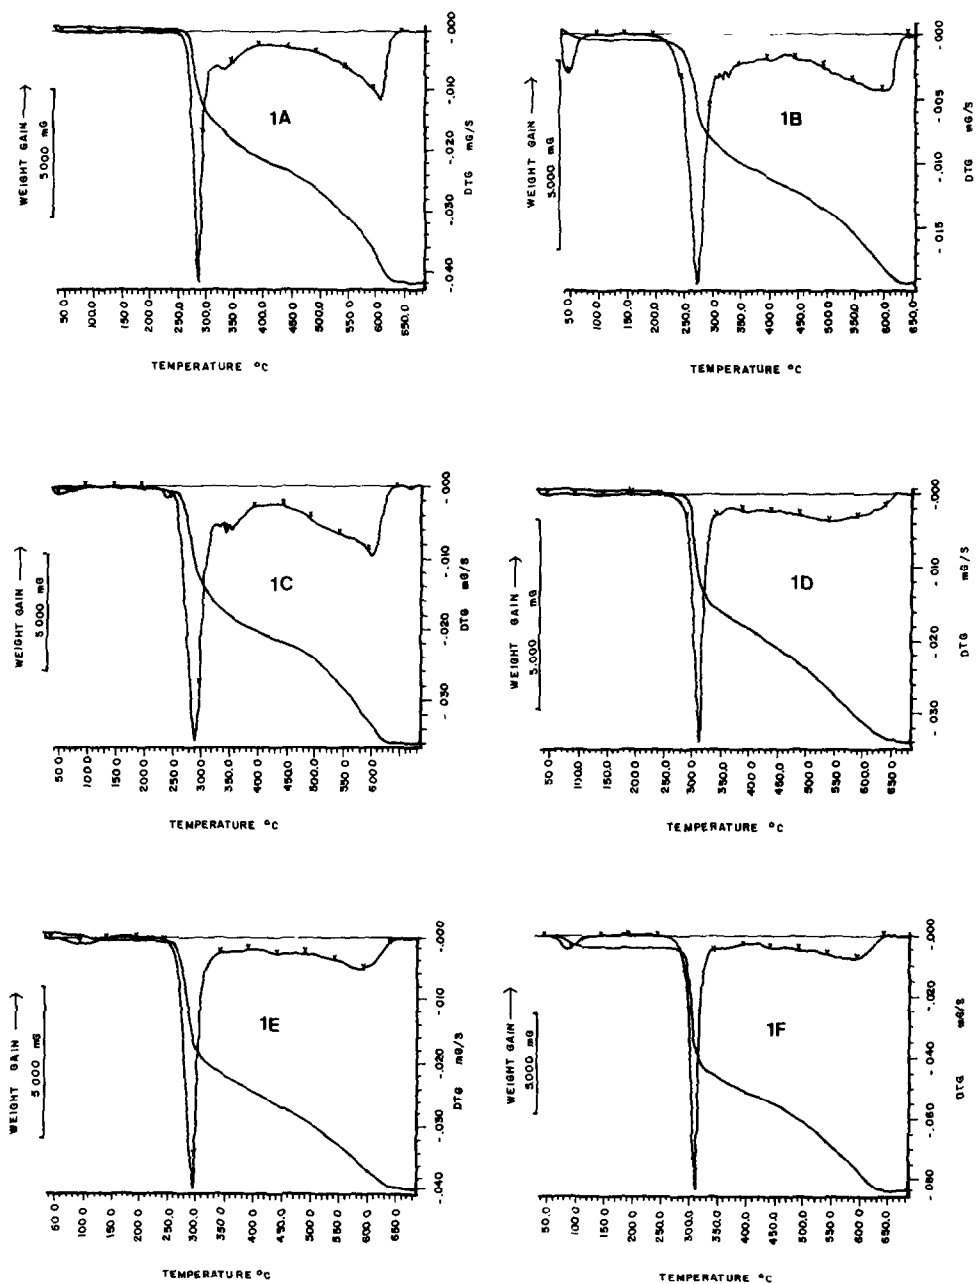 WEIGHT GAIN →
5 000 mG
1A
-.000
-.010
-.020
-.030
-.040
DTG mG/S
50.0 100.0 150.0 200.0 250.0 300.0 350.0 400.0 450.0 500.0 550.0 600.0 650.0
TEMPERATURE °C
WEIGHT GAIN →
5.000 mG
1B
-.000
-.005
-.010
-.015
DTG mG/S
50.0 100.0 150.0 200.0 250.0 300.0 350.0 400.0 450.0 500.0 550.0 600.0 650.0
TEMPERATURE °C
WEIGHT GAIN →
5 000 mG
1C
-.000
-.010
-.020
-.030
DTG mG/S
50.0 100.0 150.0 200.0 250.0 300.0 350.0 400.0 450.0 500.0 550.0 600.0
TEMPERATURE °C
WEIGHT GAIN →
5.000 mG
1D
-.000
-.010
-.020
-.030
DTG mG/S
50.0 100.0 150.0 200.0 250.0 300.0 350.0 400.0 450.0 500.0 550.0 600.0 650.0
TEMPERATURE °C
WEIGHT GAIN →
5 000 mG
1E
-.000
-.010
-.020
-.030
-.040
DTG mG/S
50.0 100.0 150.0 200.0 250.0 300.0 350.0 400.0 450.0 500.0 550.0 600.0 650.0
TEMPERATURE °C
WEIGHT GAIN →
5.000 mG
1F
-.000
-.020
-.040
-.060
-.080
DTG mG/S
50.0 100.0 150.0 200.0 250.0 300.0 350.0 400.0 450.0 500.0 550.0 600.0 650.0
TEMPERATURE °C